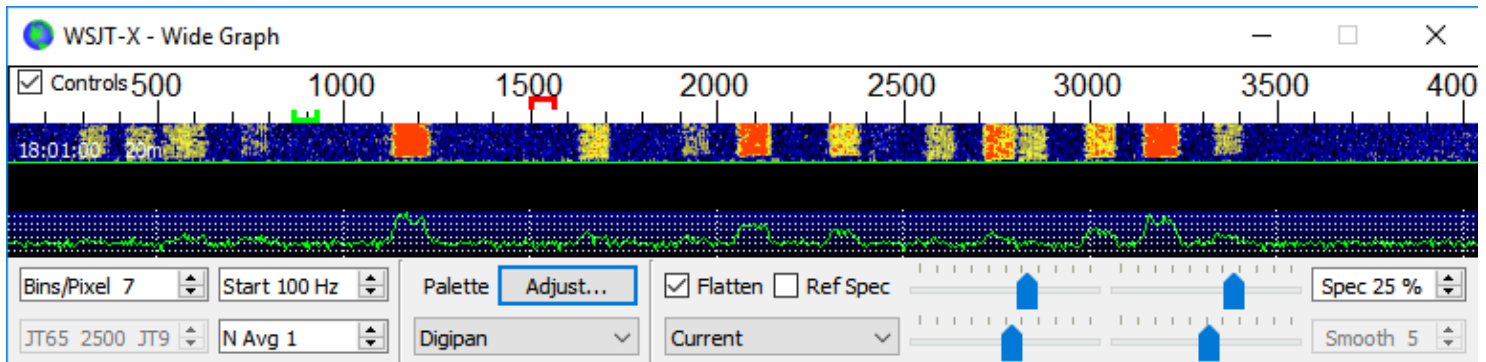 WSJT-X - Wide Graph
Controls 500 1000 1500 2000 2500 3000 3500 400
18:01:00 20m
Bins/Pixel 7 Start 100 Hz Palette Adjust... Flatten Ref Spec Spec 25 %
JT65 2500 JT9 N Avg 1 Digipan Current Smooth 5